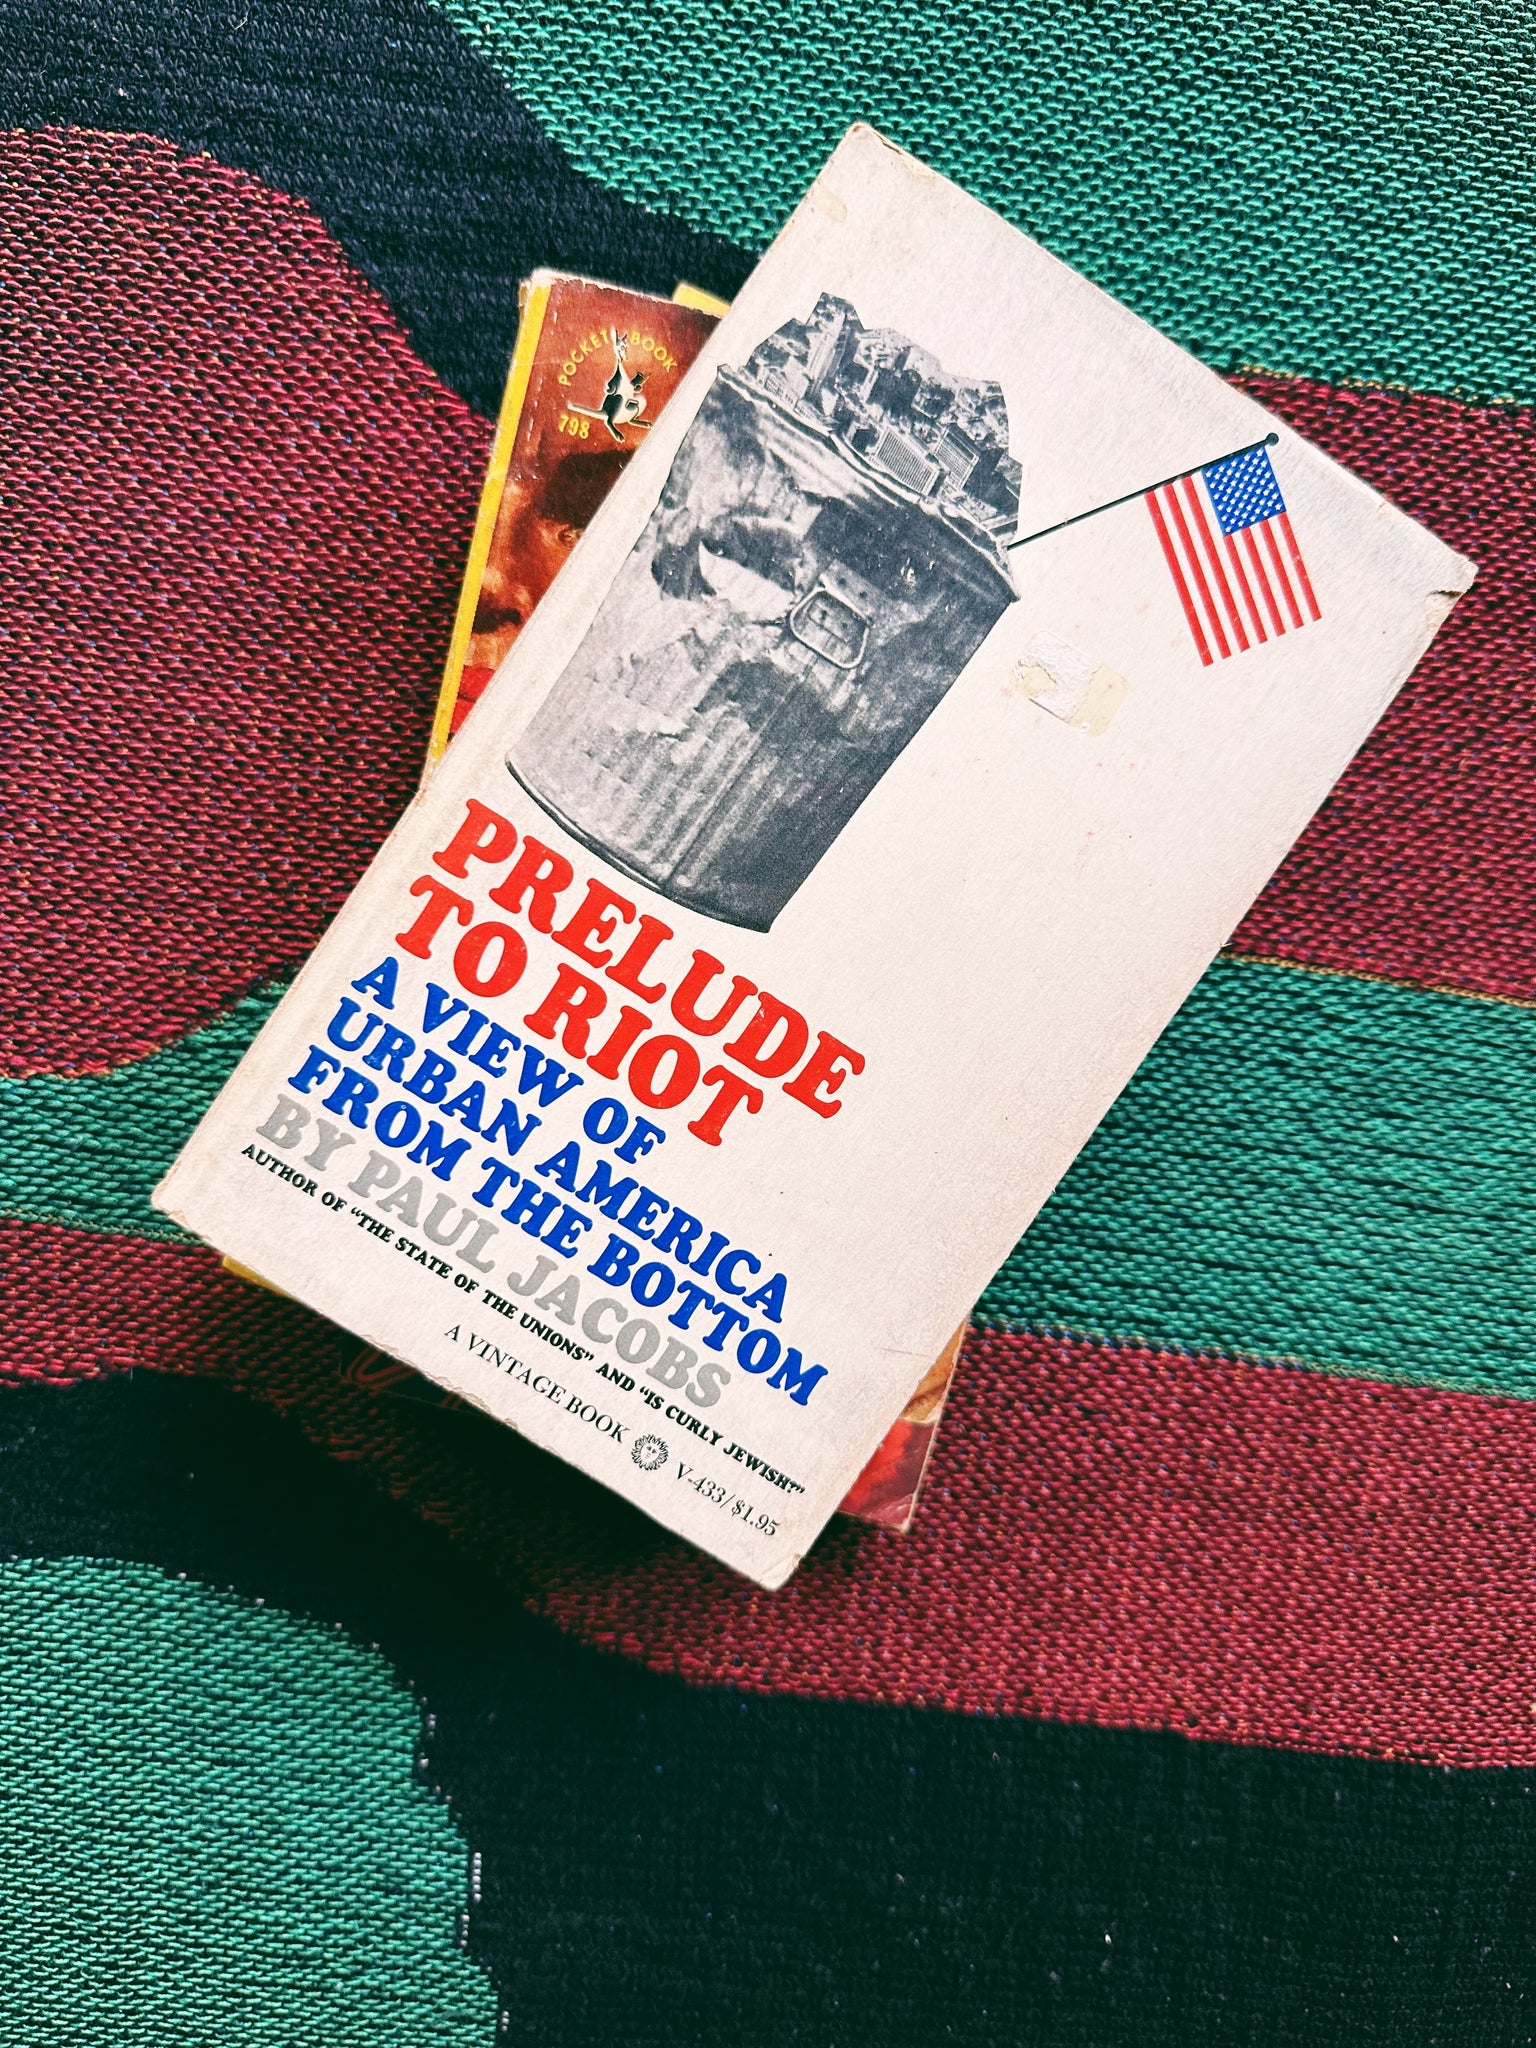 POCKET BOOK
798
PRELUDE
TO RIOT
A VIEW OF
URBAN AMERICA
FROM THE BOTTOM
BY PAUL JACOBS
AUTHOR OF “THE STATE OF THE UNIONS” AND “IS CURLY JEWISH?”
A VINTAGE BOOK V-433/$1.95